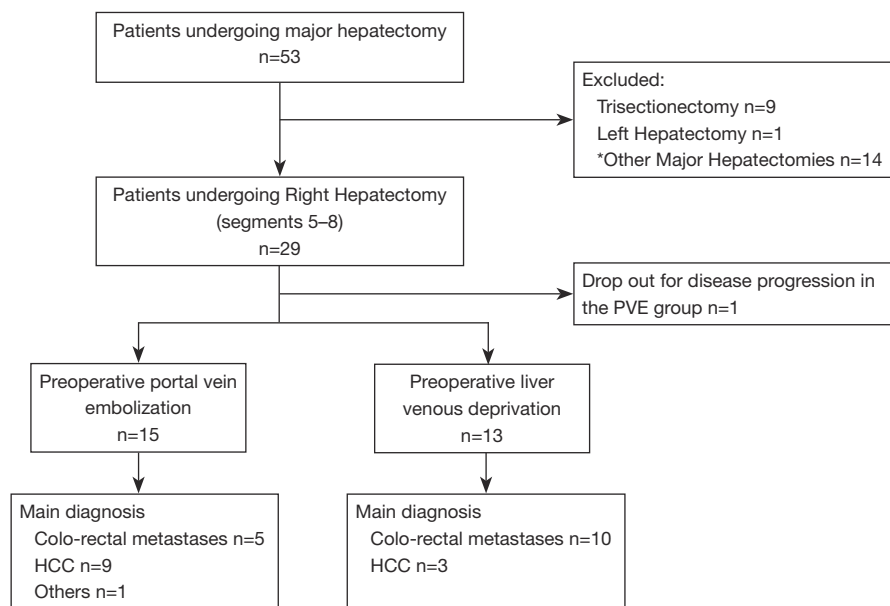 Patients undergoing major hepatectomy
n=53
Excluded:
Trisectionectomy n=9
Left Hepatectomy n=1
*Other Major Hepatectomies n=14
Patients undergoing Right Hepatectomy
(segments 5–8)
n=29
Drop out for disease progression in
the PVE group n=1
Preoperative portal vein
embolization
n=15
Preoperative liver
venous deprivation
n=13
Main diagnosis
Colo-rectal metastases n=5
HCC n=9
Others n=1
Main diagnosis
Colo-rectal metastases n=10
HCC n=3